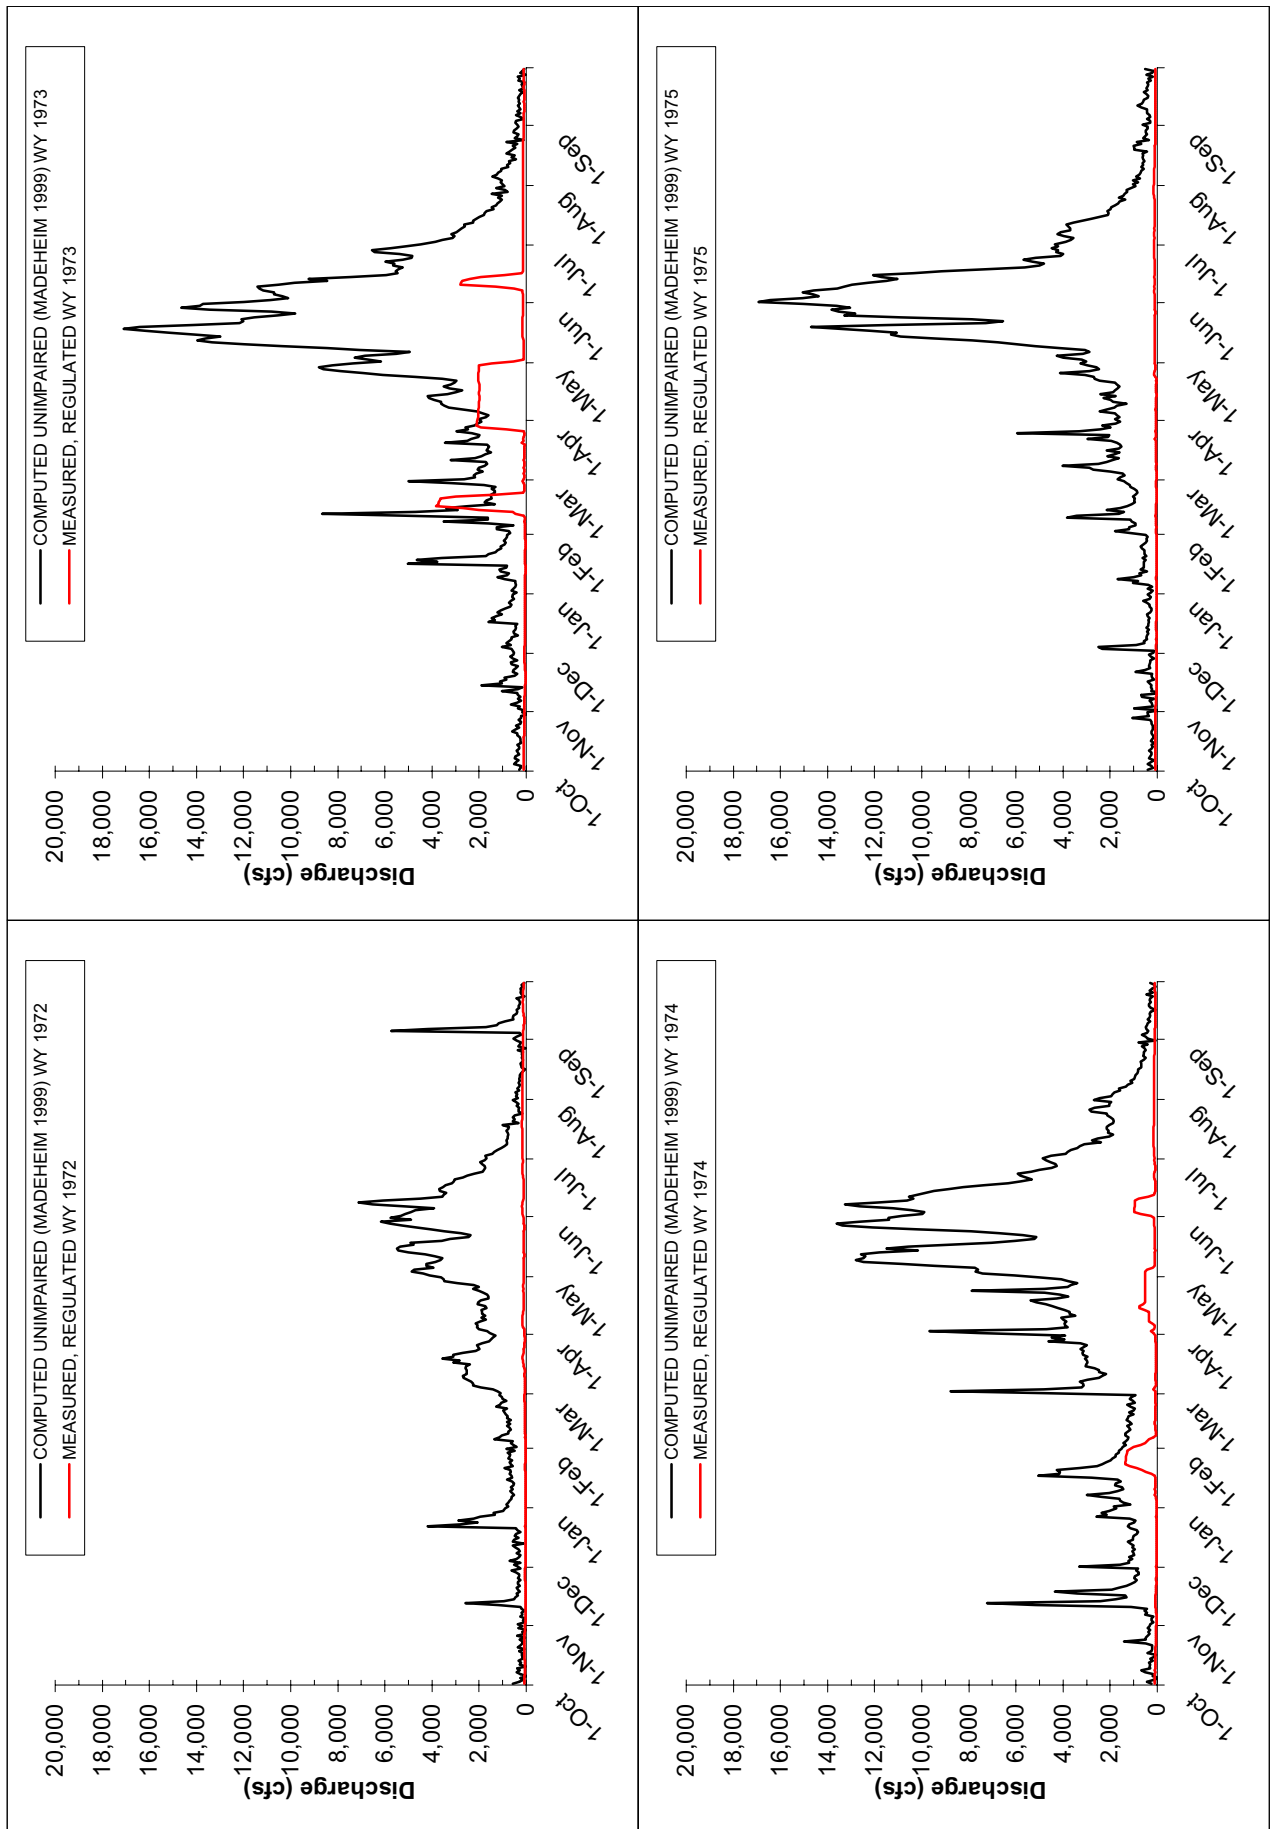 COMPUTED UNIMPAIRED (MADEHEIM 1999) WY 1972
MEASURED, REGULATED WY 1972
Discharge (cfs)
20,000
18,000
16,000
14,000
12,000
10,000
8,000
6,000
4,000
2,000
0
1-Oct
1-Nov
1-Dec
1-Jan
1-Feb
1-Mar
1-Apr
1-May
1-Jun
1-Jul
1-Aug
1-Sep
COMPUTED UNIMPAIRED (MADEHEIM 1999) WY 1973
MEASURED, REGULATED WY 1973
Discharge (cfs)
20,000
18,000
16,000
14,000
12,000
10,000
8,000
6,000
4,000
2,000
0
1-Oct
1-Nov
1-Dec
1-Jan
1-Feb
1-Mar
1-Apr
1-May
1-Jun
1-Jul
1-Aug
1-Sep
COMPUTED UNIMPAIRED (MADEHEIM 1999) WY 1974
MEASURED, REGULATED WY 1974
Discharge (cfs)
20,000
18,000
16,000
14,000
12,000
10,000
8,000
6,000
4,000
2,000
0
1-Oct
1-Nov
1-Dec
1-Jan
1-Feb
1-Mar
1-Apr
1-May
1-Jun
1-Jul
1-Aug
1-Sep
COMPUTED UNIMPAIRED (MADEHEIM 1999) WY 1975
MEASURED, REGULATED WY 1975
Discharge (cfs)
20,000
18,000
16,000
14,000
12,000
10,000
8,000
6,000
4,000
2,000
0
1-Oct
1-Nov
1-Dec
1-Jan
1-Feb
1-Mar
1-Apr
1-May
1-Jun
1-Jul
1-Aug
1-Sep